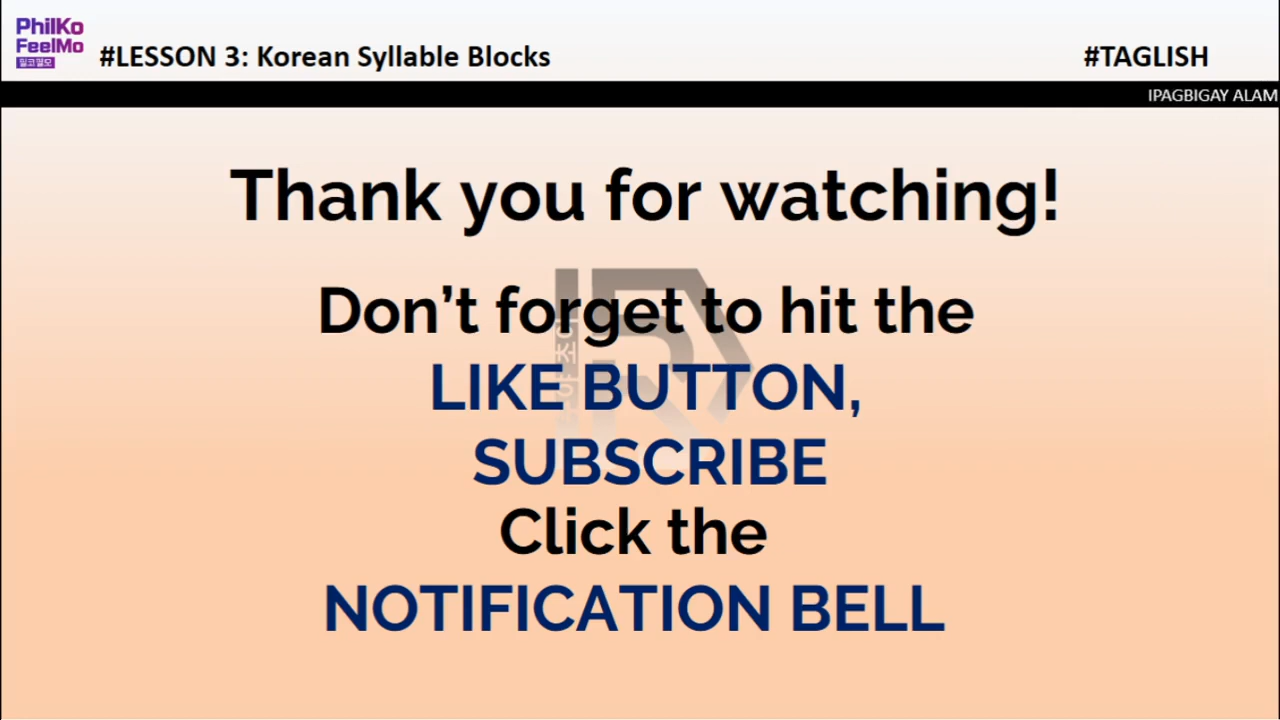 PhilKo
FeelMo
필코필모
#LESSON 3: Korean Syllable Blocks
#TAGLISH
IPAGBIGAY ALAM
Thank you for watching!
Don’t forget to hit the
LIKE BUTTON,
SUBSCRIBE
Click the
NOTIFICATION BELL